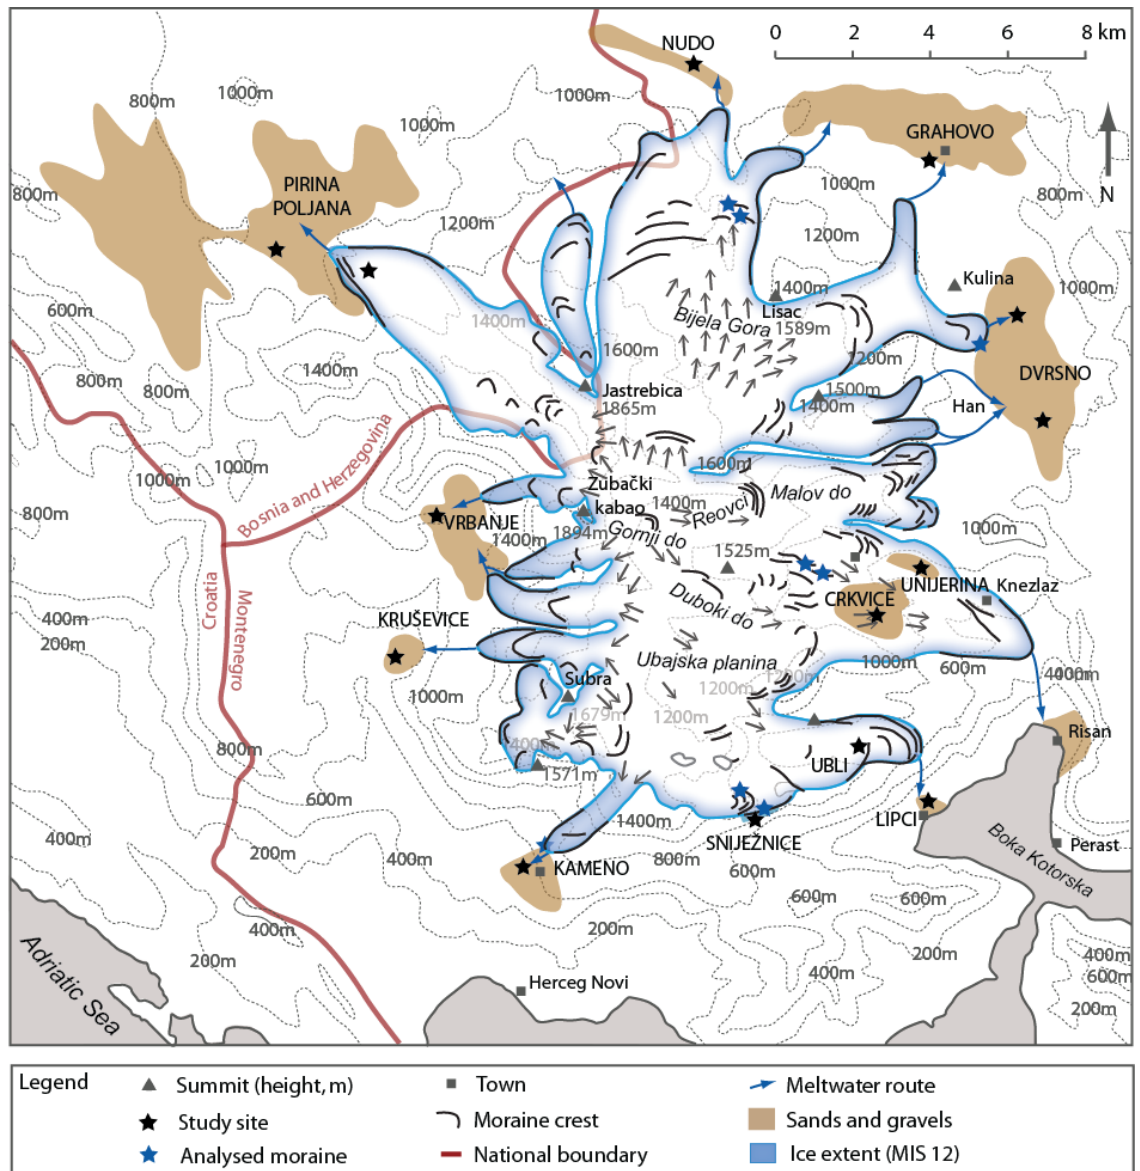 0 2 4 6 8 km
NUDO
1000m
800m
1000m
1000m
GRAHOVO
N
PIRINA
POLJANA
800m
1000m
800m
1200m
1200m
Kulina
1000m
1400m
Lisac
1589m
Bijela Gora
600m
1400m
1600m
1200m
800m
800m
1400m
Jastrebica
1865m
1500m
1400m
Han
DVRSNO
Bosnia and Herzegovina
1000m
1000m
1600m
Zubački
kabao
1894m
1400m
Reovci
Malov do
Gornji do
800m
VRBANJE
1400m
1000m
1525m
Croatia
Montenegro
UNIJERINA
Knezlaz
CRKVICE
Duboki do
400m
200m
KRUŠEVICE
1000m
Ubajska planina
1000m
600m
400m
Subra
1679m
1200m
1200m
1200m
400m
1571m
800m
UBLI
Risan
600m
1400m
LIPCI
SNIJEŽNICE
Boka Kotorska
Perast
400m
200m
400m
KAMENO
800m
600m
600m
600m
400m
200m
200m
200m
400m
400m
600m
200m
Adriatic Sea
Herceg Novi
Legend
Summit (height, m)
Town
Meltwater route
Study site
Moraine crest
Sands and gravels
Analysed moraine
National boundary
Ice extent (MIS 12)